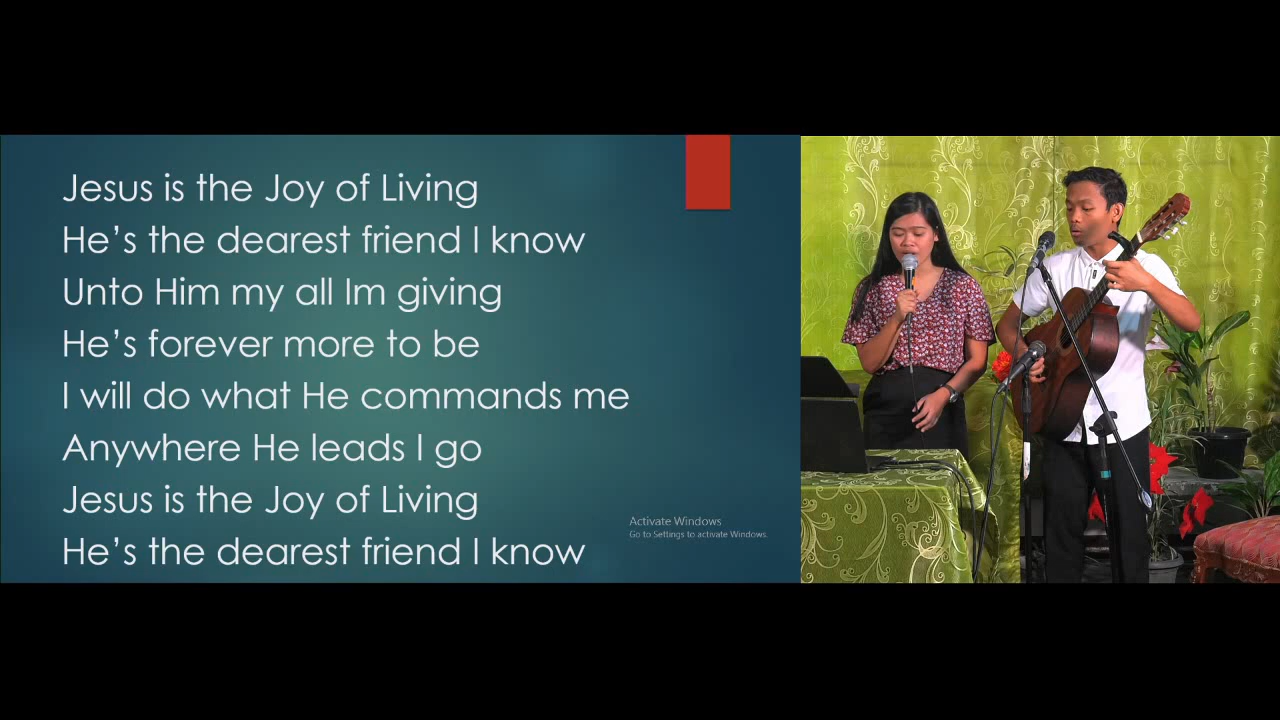 Jesus is the Joy of Living
He’s the dearest friend I know
Unto Him my all Im giving
He’s forever more to be
I will do what He commands me
Anywhere He leads I go
Jesus is the Joy of Living
He’s the dearest friend I know
Activate Windows
Go to Settings to activate Windows.